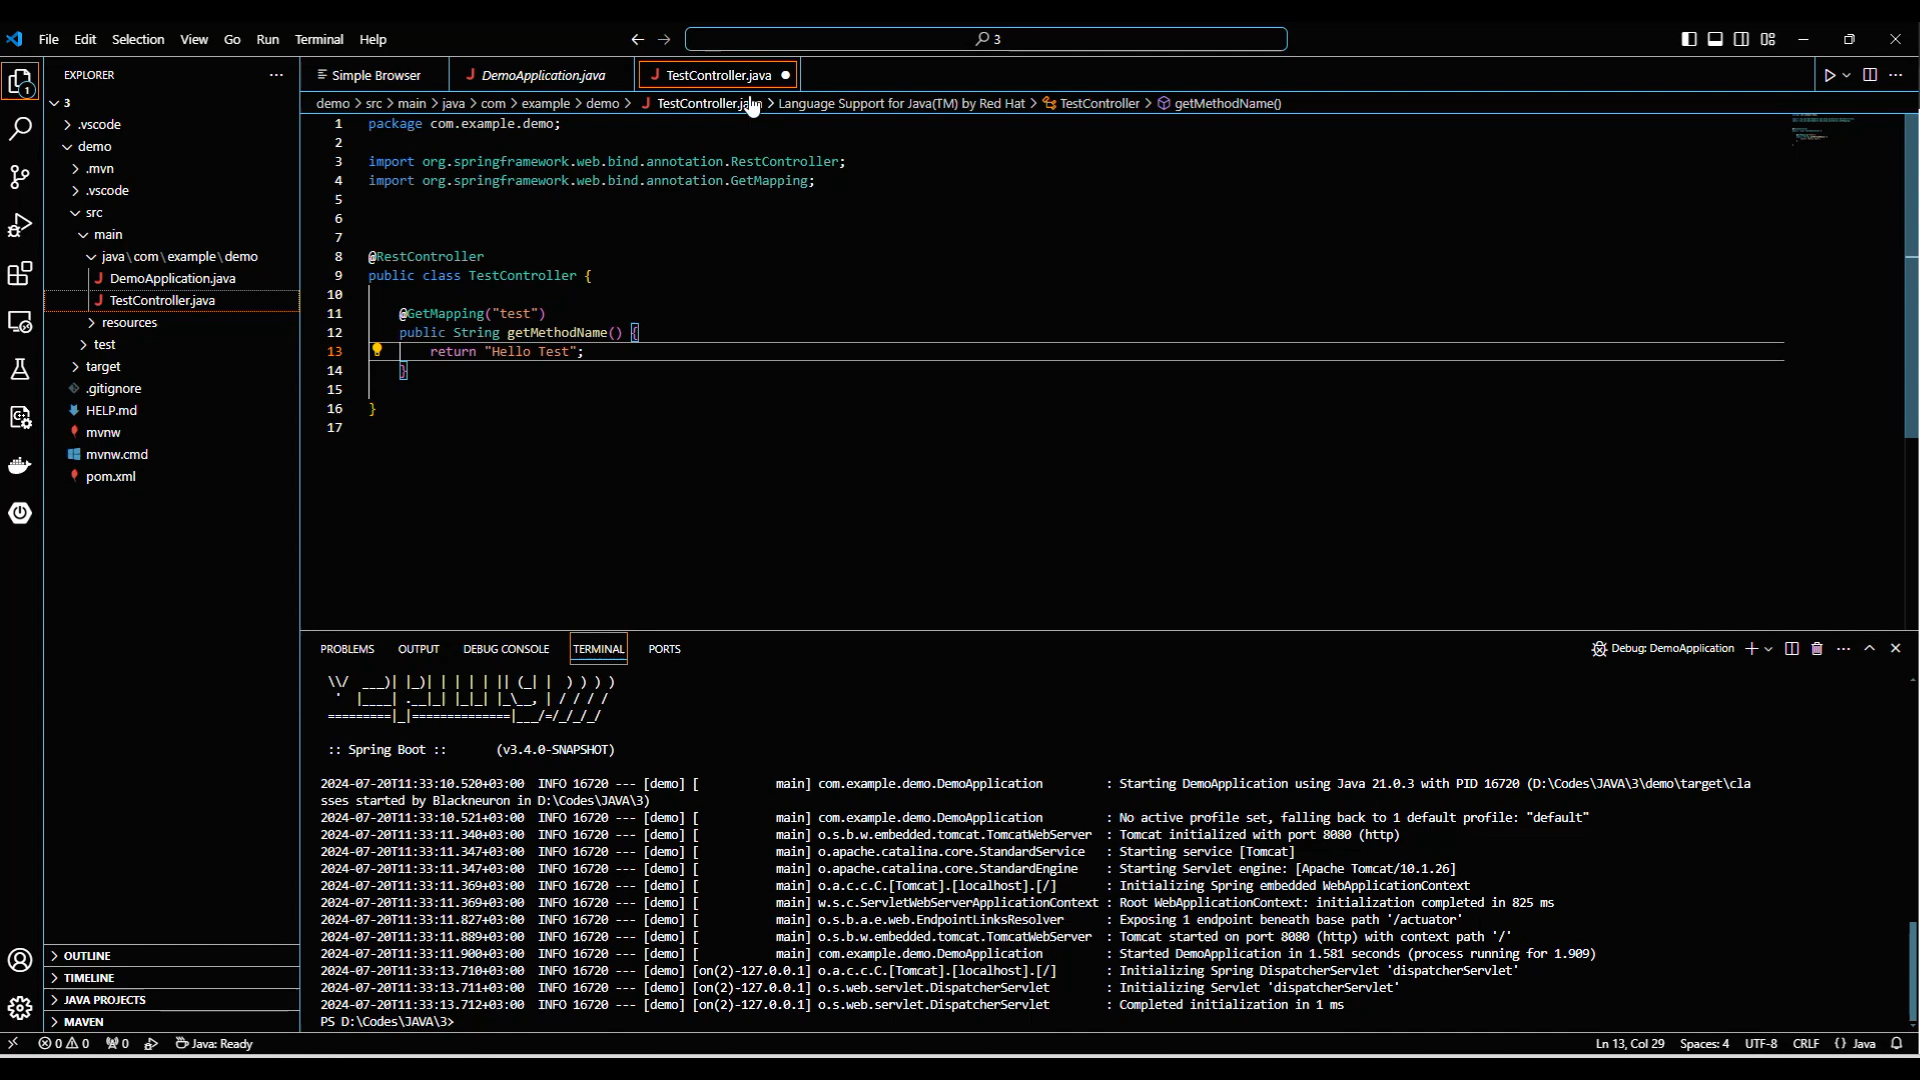 File Edit Selection View Go Run Terminal Help
3
EXPLORER
Simple Browser
DemoApplication.java
TestController.java
demo > src > main > java > com > example > demo > TestController.java > Language Support for Java(TM) by Red Hat > TestController > getMethodName()
1
3
.vscode
demo
.mvn
.vscode
src
main
java\com\example\demo
DemoApplication.java
TestController.java
resources
test
target
.gitignore
HELP.md
mvnw
mvnw.cmd
pom.xml
OUTLINE
TIMELINE
JAVA PROJECTS
MAVEN
1 package com.example.demo;
2
3 import org.springframework.web.bind.annotation.RestController;
4 import org.springframework.web.bind.annotation.GetMapping;
5
6
7
8 @RestController
9 public class TestController {
10
11 @GetMapping("test")
12 public String getMethodName() {
13 return "Hello Test";
14 }
15
16 }
17
PROBLEMS OUTPUT DEBUG CONSOLE TERMINAL PORTS
Debug: DemoApplication
\\/  ___)| |_)| | | | | || (_| |  ) ) ) )
'  |____| .__|_| |_|_| |_\__, | / / / /
=========|_|==============|___/=/_/_/_/
:: Spring Boot :: (v3.4.0-SNAPSHOT)
2024-07-20T11:33:10.520+03:00 INFO 16720 --- [demo] [ main] com.example.demo.DemoApplication : Starting DemoApplication using Java 21.0.3 with PID 16720 (D:\Codes\JAVA\3\demo\target\cla
sses started by Blackneuron in D:\Codes\JAVA\3)
2024-07-20T11:33:10.521+03:00 INFO 16720 --- [demo] [ main] com.example.demo.DemoApplication : No active profile set, falling back to 1 default profile: "default"
2024-07-20T11:33:11.340+03:00 INFO 16720 --- [demo] [ main] o.s.b.w.embedded.tomcat.TomcatWebServer : Tomcat initialized with port 8080 (http)
2024-07-20T11:33:11.347+03:00 INFO 16720 --- [demo] [ main] o.apache.catalina.core.StandardService : Starting service [Tomcat]
2024-07-20T11:33:11.347+03:00 INFO 16720 --- [demo] [ main] o.apache.catalina.core.StandardEngine : Starting Servlet engine: [Apache Tomcat/10.1.26]
2024-07-20T11:33:11.369+03:00 INFO 16720 --- [demo] [ main] o.a.c.c.C.[Tomcat].[localhost].[/] : Initializing Spring embedded WebApplicationContext
2024-07-20T11:33:11.369+03:00 INFO 16720 --- [demo] [ main] w.s.c.ServletWebServerApplicationContext : Root WebApplicationContext: initialization completed in 825 ms
2024-07-20T11:33:11.827+03:00 INFO 16720 --- [demo] [ main] o.s.b.a.e.web.EndpointLinksResolver : Exposing 1 endpoint beneath base path '/actuator'
2024-07-20T11:33:11.889+03:00 INFO 16720 --- [demo] [ main] o.s.b.w.embedded.tomcat.TomcatWebServer : Tomcat started on port 8080 (http) with context path '/'
2024-07-20T11:33:11.900+03:00 INFO 16720 --- [demo] [ main] com.example.demo.DemoApplication : Started DemoApplication in 1.581 seconds (process running for 1.909)
2024-07-20T11:33:13.710+03:00 INFO 16720 --- [demo] [on(2)-127.0.0.1] o.a.c.c.C.[Tomcat].[localhost].[/] : Initializing Spring DispatcherServlet 'dispatcherServlet'
2024-07-20T11:33:13.711+03:00 INFO 16720 --- [demo] [on(2)-127.0.0.1] o.s.web.servlet.DispatcherServlet : Initializing Servlet 'dispatcherServlet'
2024-07-20T11:33:13.712+03:00 INFO 16720 --- [demo] [on(2)-127.0.0.1] o.s.web.servlet.DispatcherServlet : Completed initialization in 1 ms
PS D:\Codes\JAVA\3>
0 0 0 Java: Ready Ln 13, Col 29 Spaces: 4 UTF-8 CRLF {} Java